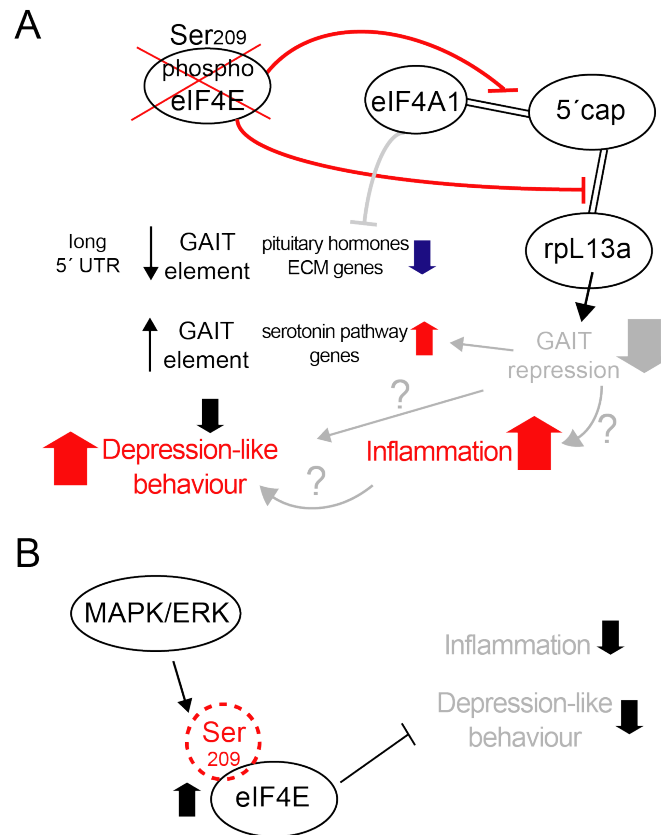 A
Ser209
phospho
eIF4E
eIF4A1
5´cap
rpL13a
long
5´ UTR
GAIT
element
pituitary hormones
ECM genes
GAIT
element
serotonin pathway
genes
GAIT
repression
?
?
Depression-like
behaviour
Inflammation
?
B
MAPK/ERK
Ser
209
eIF4E
Inflammation
Depression-like
behaviour